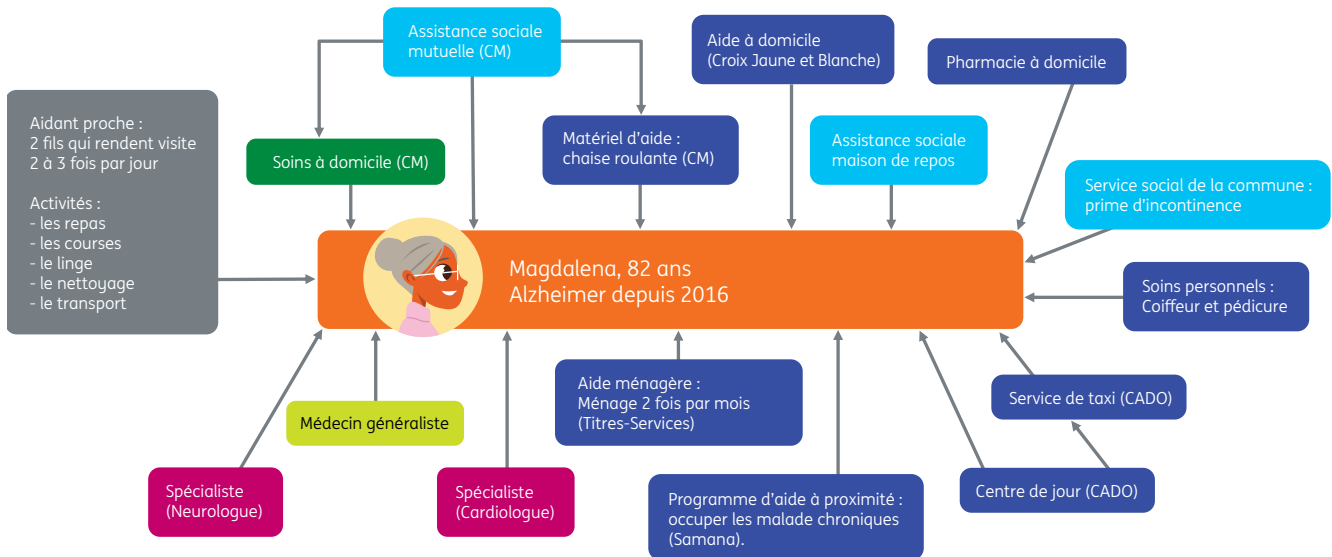 Assistance sociale
mutuelle (CM)
Aide à domicile
(Croix Jaune et Blanche)
Pharmacie à domicile
Aidant proche :
2 fils qui rendent visite
2 à 3 fois par jour
Activités :
- les repas
- les courses
- le linge
- le nettoyage
- le transport
Soins à domicile (CM)
Matériel d'aide :
chaise roulante (CM)
Assistance sociale
maison de repos
Service social de la commune :
prime d'incontinence
Magdalena, 82 ans
Alzheimer depuis 2016
Soins personnels :
Coiffeur et pédicure
Médecin généraliste
Aide ménagère :
Ménage 2 fois par mois
(Titres-Services)
Service de taxi (CADO)
Spécialiste
(Neurologue)
Spécialiste
(Cardiologue)
Programme d'aide à proximité :
occuper les malade chroniques
(Samana).
Centre de jour (CADO)